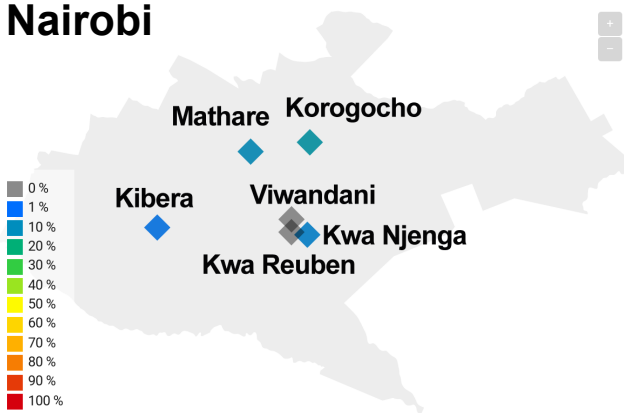 Nairobi
+
−
Korogocho
Mathare
Kibera
Viwandani
Kwa Njenga
Kwa Reuben
0 %
1 %
10 %
20 %
30 %
40 %
50 %
60 %
70 %
80 %
90 %
100 %